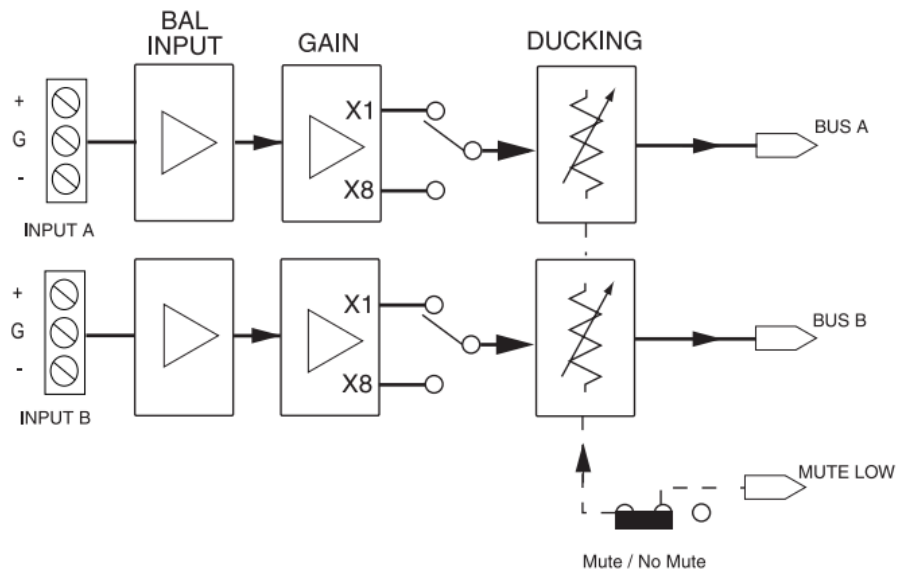 BAL
INPUT
GAIN
DUCKING
+
G
-
INPUT A
X1
X8
BUS A
+
G
-
INPUT B
X1
X8
BUS B
MUTE LOW
Mute / No Mute